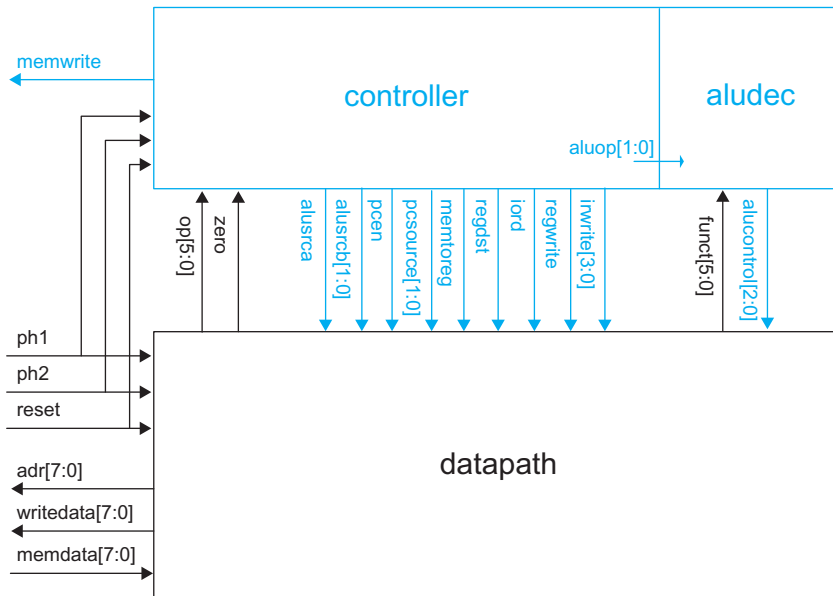 memwrite
controller
aludec
aluop[1:0]
op[5:0]
zero
alusrca
alusrcb[1:0]
pcen
pcsource[1:0]
memtoreg
regdst
iord
regwrite
irwrite[3:0]
funct[5:0]
alucontrol[2:0]
ph1
ph2
reset
adr[7:0]
writedata[7:0]
memdata[7:0]
datapath